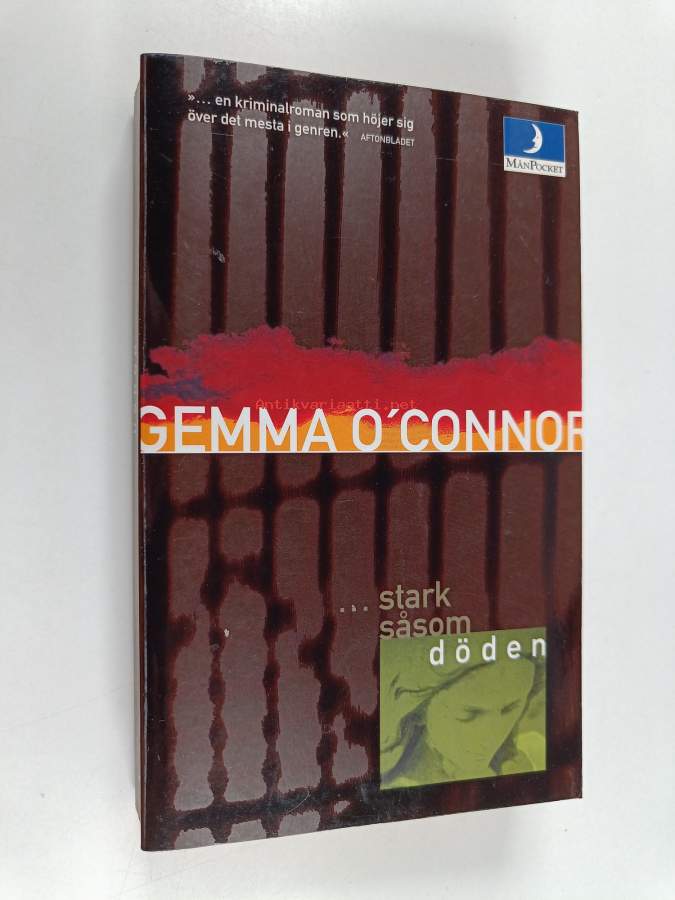 »... en kriminalroman som höjer sig
över det mesta i genren.« AFTONBLADET
MÅNPOCKET
Antikvariaatti.net
GEMMA O´CONNOR
... stark
såsom
döden